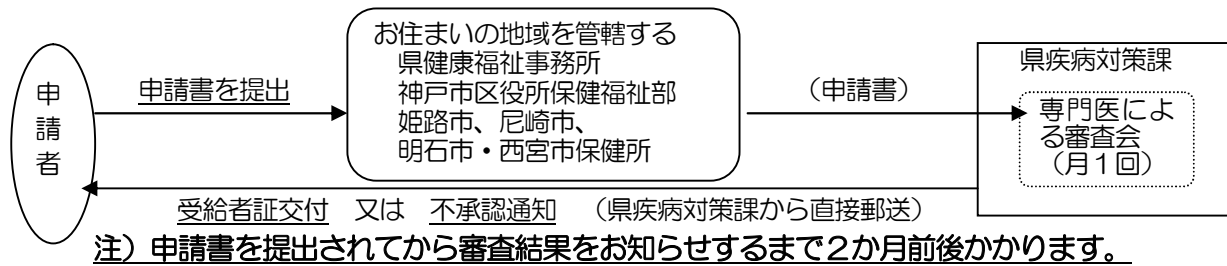 申請者
申請書を提出
お住まいの地域を管轄する
県健康福祉事務所
神戸市区役所保健福祉部
姫路市、尼崎市、
明石市・西宮市保健所
(申請書)
県疾病対策課
専門医によ
る審査会
(月1回)
受給者証交付 又は 不承認通知 (県疾病対策課から直接郵送)
注)申請書を提出されてから審査結果をお知らせするまで2か月前後かかります。